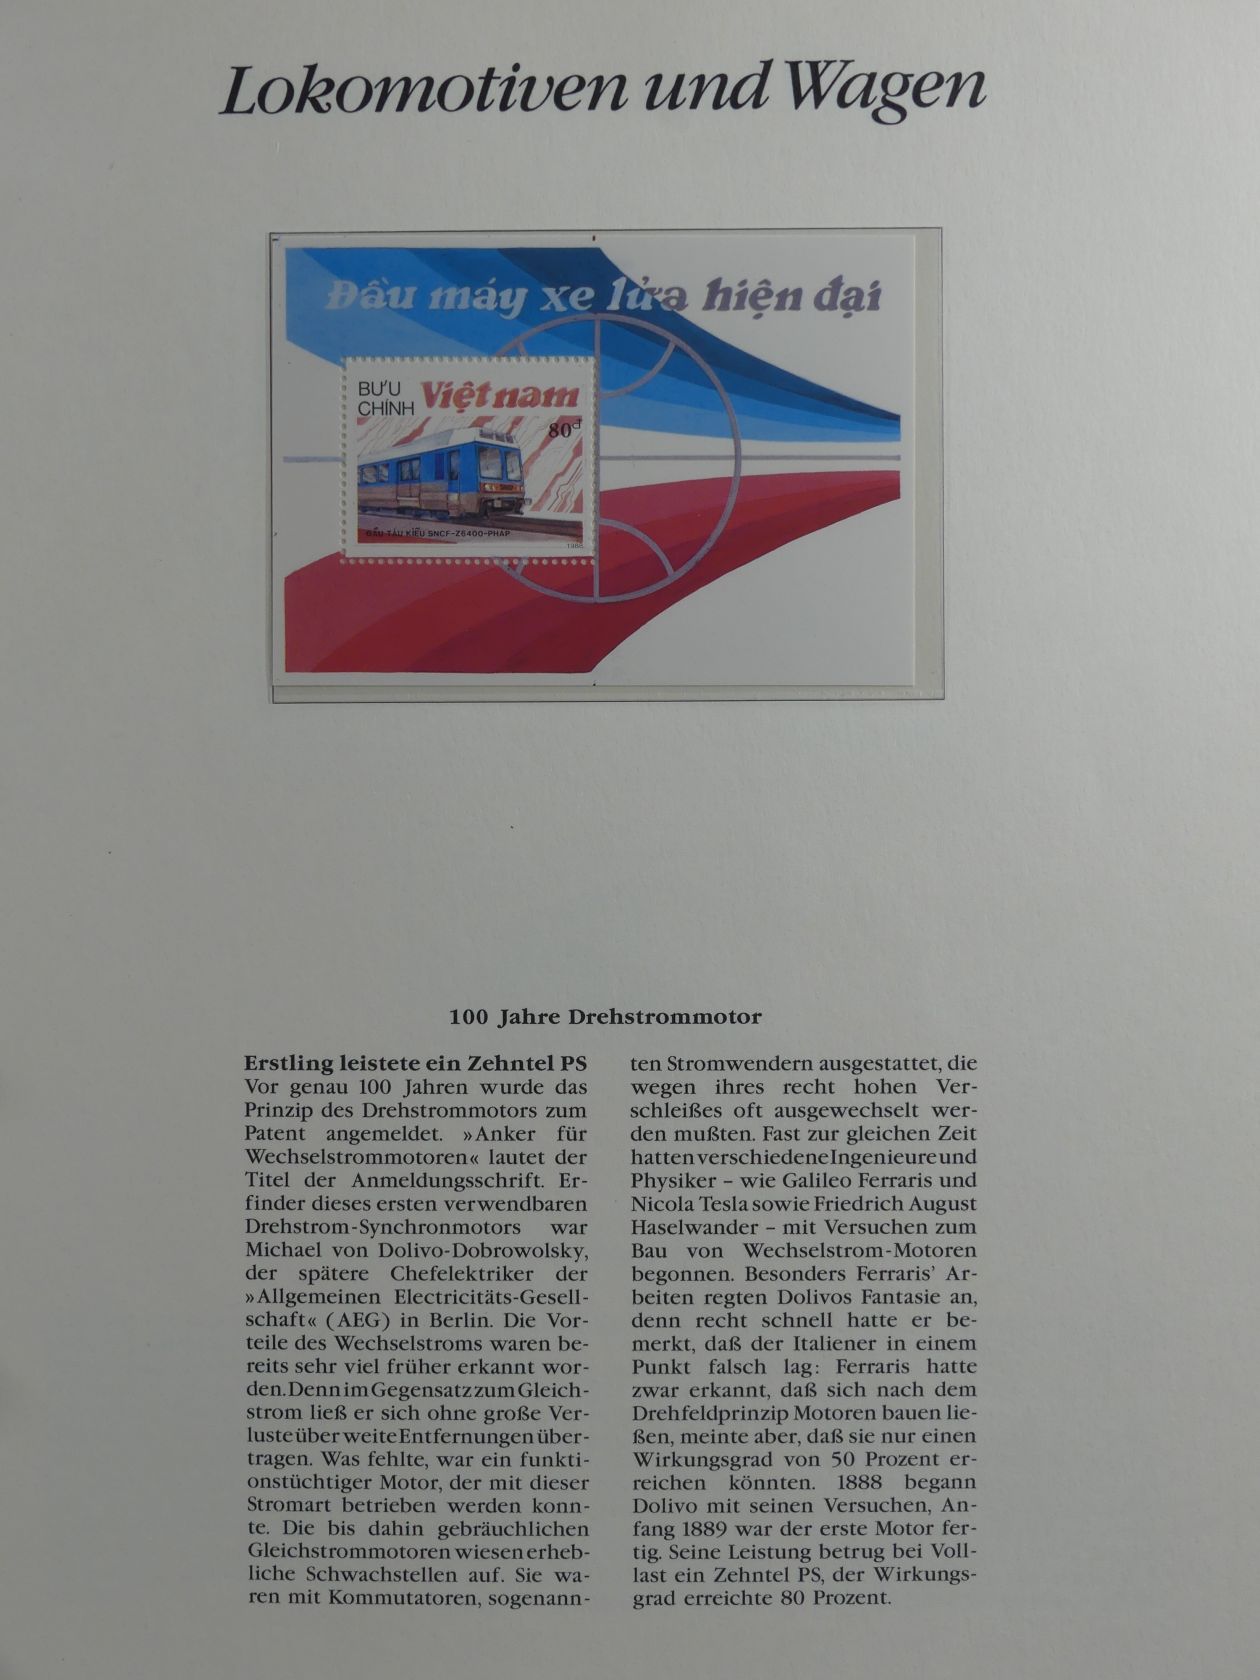 Lokomotiven und Wagen
Đầu máy xe lửa hiện đại
BƯU
CHÍNH
Việt nam
80đ
ĐẦU TÀU KIỂU SNCF-Z6400-PHÁP
1988
100 Jahre Drehstrommotor
Erstling leistete ein Zehntel PS
Vor genau 100 Jahren wurde das
Prinzip des Drehstrommotors zum
Patent angemeldet. »Anker für
Wechselstrommotoren« lautet der
Titel der Anmeldungsschrift. Er-
finder dieses ersten verwendbaren
Drehstrom-Synchronmotors war
Michael von Dolivo-Dobrowolsky,
der spätere Chefelektriker der
»Allgemeinen Electricitäts-Gesell-
schaft« (AEG) in Berlin. Die Vor-
teile des Wechselstroms waren be-
reits sehr viel früher erkannt wor-
den. Denn im Gegensatz zum Gleich-
strom ließ er sich ohne große Ver-
luste über weite Entfernungen über-
tragen. Was fehlte, war ein funkti-
onstüchtiger Motor, der mit dieser
Stromart betrieben werden konn-
te. Die bis dahin gebräuchlichen
Gleichstrommotoren wiesen erheb-
liche Schwachstellen auf. Sie wa-
ren mit Kommutatoren, sogenann-
ten Stromwendern ausgestattet, die
wegen ihres recht hohen Ver-
schleißes oft ausgewechselt wer-
den mußten. Fast zur gleichen Zeit
hatten verschiedene Ingenieure und
Physiker – wie Galileo Ferraris und
Nicola Tesla sowie Friedrich August
Haselwander – mit Versuchen zum
Bau von Wechselstrom-Motoren
begonnen. Besonders Ferraris' Ar-
beiten regten Dolivos Fantasie an,
denn recht schnell hatte er be-
merkt, daß der Italiener in einem
Punkt falsch lag: Ferraris hatte
zwar erkannt, daß sich nach dem
Drehfeldprinzip Motoren bauen lie-
ßen, meinte aber, daß sie nur einen
Wirkungsgrad von 50 Prozent er-
reichen könnten. 1888 begann
Dolivo mit seinen Versuchen, An-
fang 1889 war der erste Motor fer-
tig. Seine Leistung betrug bei Voll-
last ein Zehntel PS, der Wirkungs-
grad erreichte 80 Prozent.